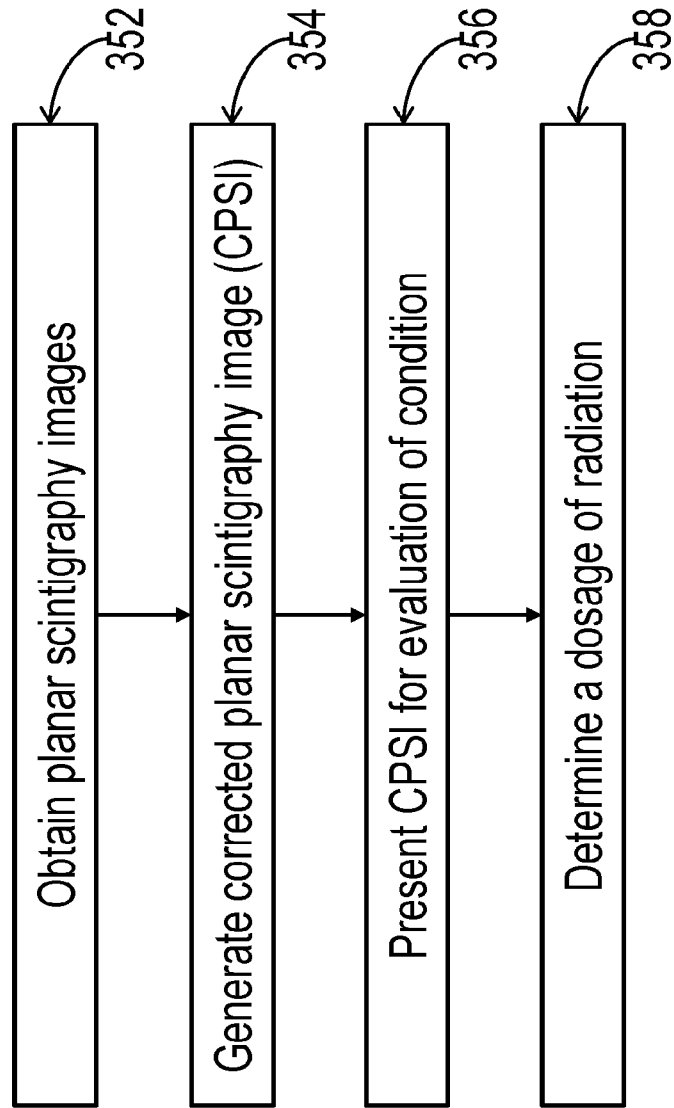 Obtain planar scintigraphy images
352
Generate corrected planar scintigraphy image (CPSI)
354
Present CPSI for evaluation of condition
356
Determine a dosage of radiation
358